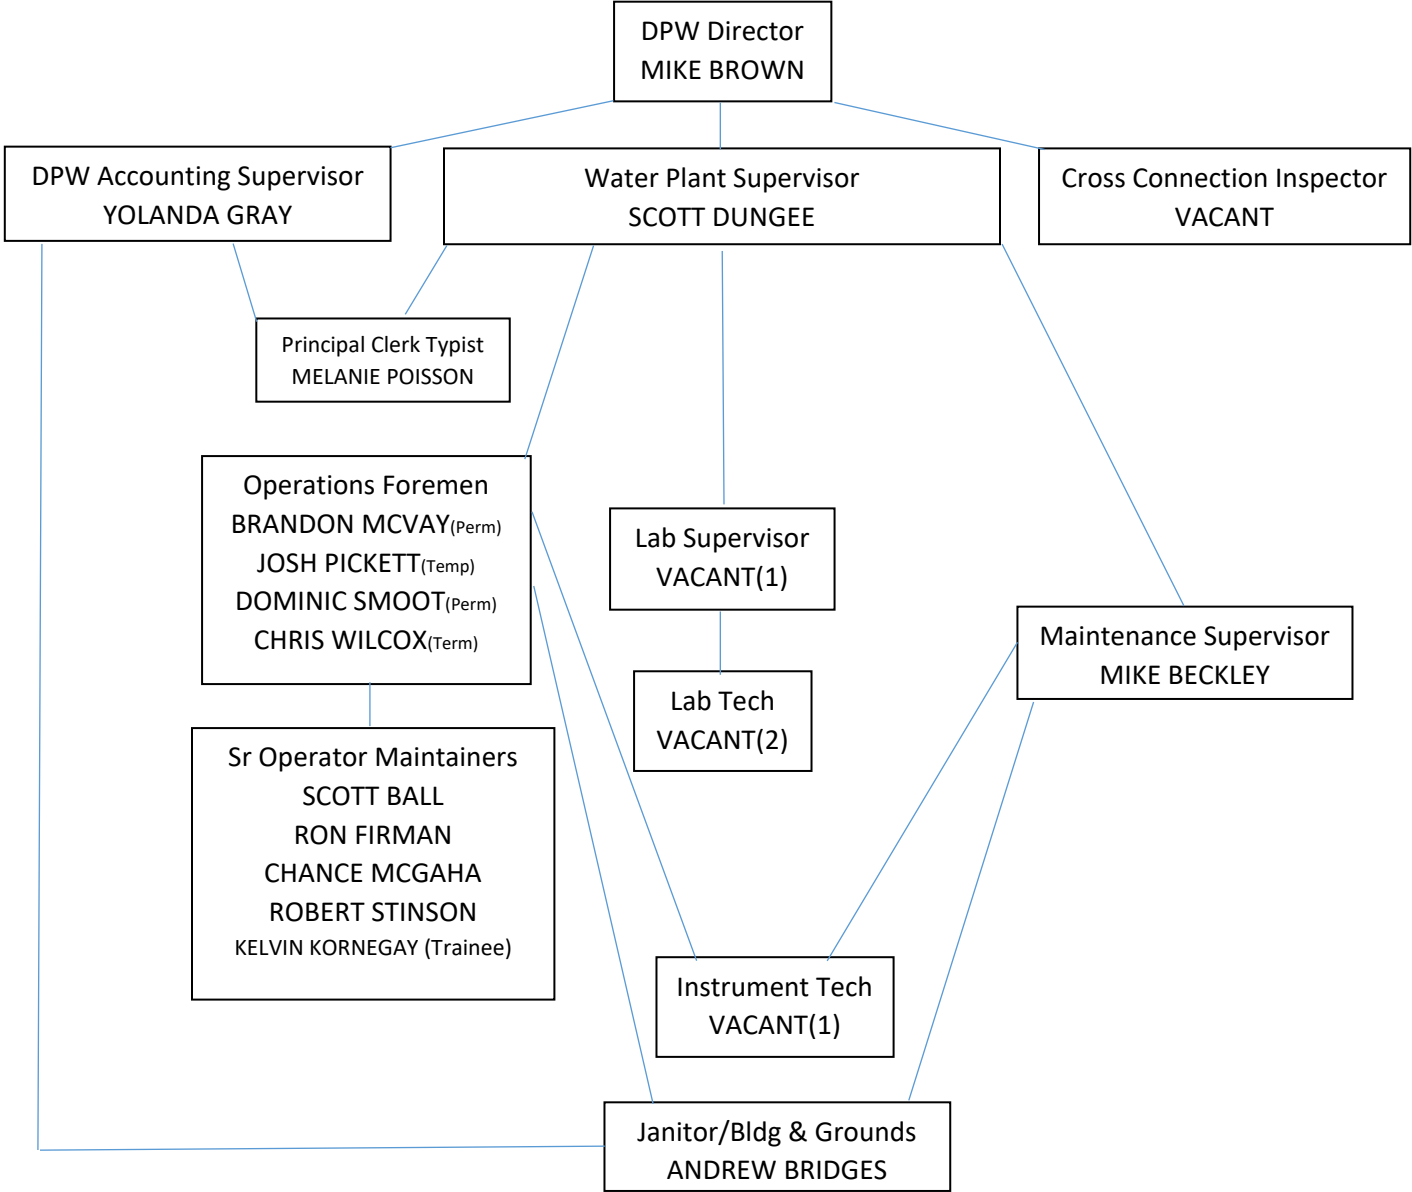 DPW Director
MIKE BROWN
DPW Accounting Supervisor
YOLANDA GRAY
Water Plant Supervisor
SCOTT DUNGEE
Cross Connection Inspector
VACANT
Principal Clerk Typist
MELANIE POISSON
Operations Foremen
BRANDON MCVAY(Perm)
JOSH PICKETT(Temp)
DOMINIC SMOOT(Perm)
CHRIS WILCOX(Term)
Lab Supervisor
VACANT(1)
Maintenance Supervisor
MIKE BECKLEY
Lab Tech
VACANT(2)
Sr Operator Maintainers
SCOTT BALL
RON FIRMAN
CHANCE MCGAHA
ROBERT STINSON
KELVIN KORNEGAY (Trainee)
Instrument Tech
VACANT(1)
Janitor/Bldg & Grounds
ANDREW BRIDGES